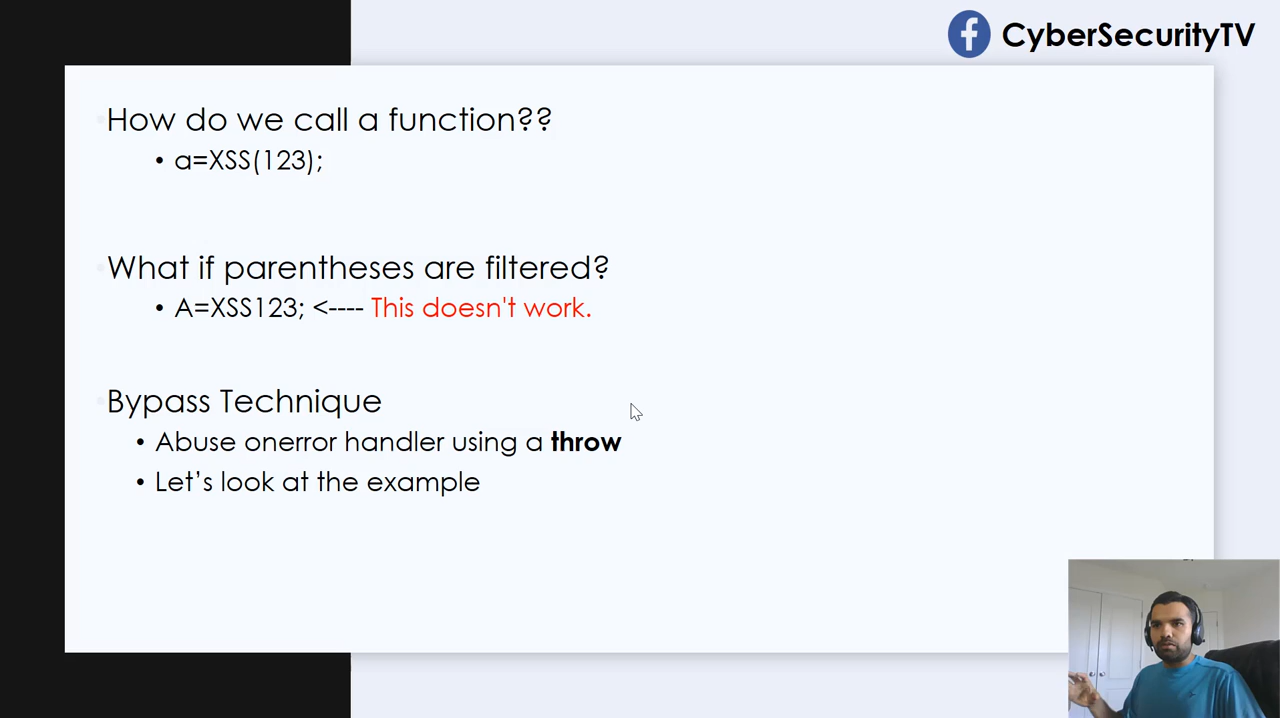 CyberSecurityTV
How do we call a function??
• a=XSS(123);
What if parentheses are filtered?
• A=XSS123; <---- This doesn't work.
Bypass Technique
• Abuse onerror handler using a throw
• Let’s look at the example